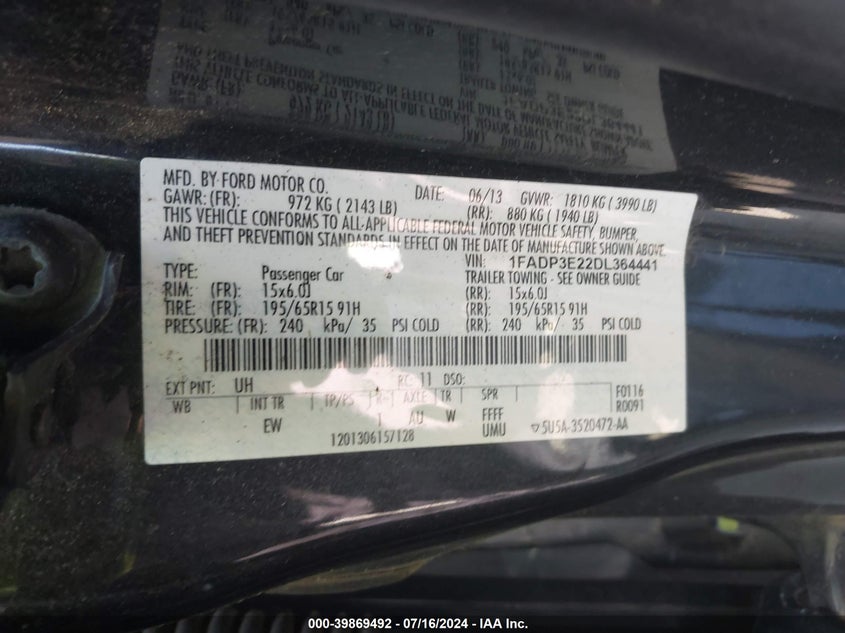 MFD. BY FORD MOTOR CO. DATE: 06/13 GVWR: 1810 KG ( 3990 LB)
GAWR: (FR): 972 KG ( 2143 LB) (RR): 880 KG ( 1940 LB)
THIS VEHICLE CONFORMS TO ALL-APPLICABLE FEDERAL MOTOR VEHICLE SAFETY, BUMPER,
AND THEFT PREVENTION STANDARDS IN EFFECT ON THE DATE OF MANUFACTURE SHOWN ABOVE.
VIN: 1FADP3E22DL364441
TYPE: Passenger Car TRAILER TOWING - SEE OWNER GUIDE
RIM: (FR): 15x6.0J (RR): 15x6.0J
TIRE: (FR): 195/65R15 91H (RR): 195/65R15 91H
PRESSURE: (FR): 240 kPa/ 35 PSI COLD (RR): 240 kPa/ 35 PSI COLD
EXT PNT: UH RC: 11 DSO: F0116
WB INT TR TP/PS R AXLE TR SPR R0091
EW I AU W FFFF
1201306157128 UMU 5U5A-3520472-AA
000-39869492 / 07/16/2024 - IAA Inc.